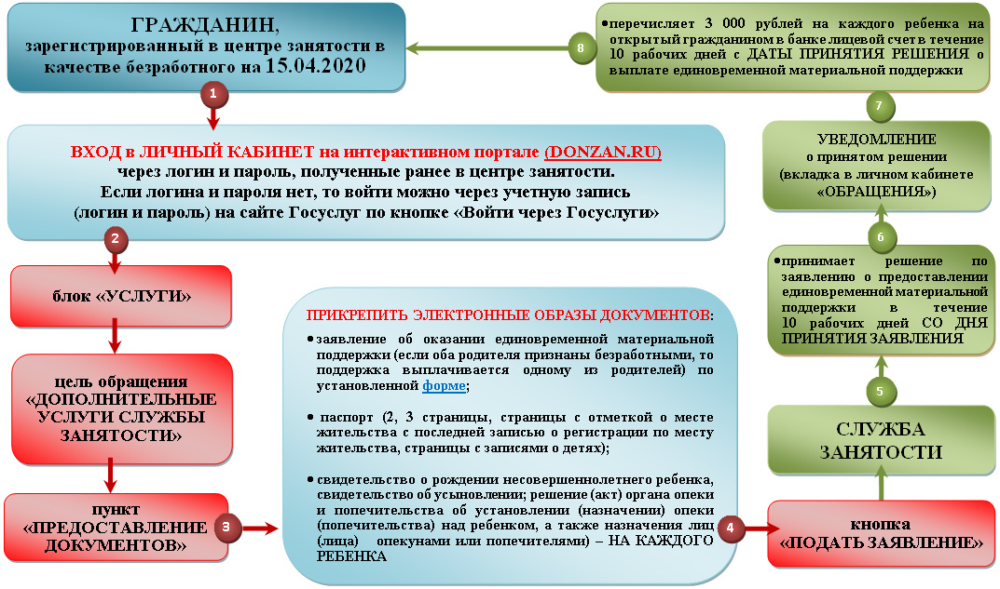 ГРАЖДАНИН,
зарегистрированный в центре занятости в
качестве безработного на 15.04.2020
1
ВХОД в ЛИЧНЫЙ КАБИНЕТ на интерактивном портале (DONZAN.RU)
через логин и пароль, полученные ранее в центре занятости.
Если логина и пароля нет, то войти можно через учетную запись
(логин и пароль) на сайте Госуслуг по кнопке «Войти через Госуслуги»
2
блок «УСЛУГИ»
цель обращения
«ДОПОЛНИТЕЛЬНЫЕ
УСЛУГИ СЛУЖБЫ
ЗАНЯТОСТИ»
пункт
«ПРЕДОСТАВЛЕНИЕ
ДОКУМЕНТОВ»
3
ПРИКРЕПИТЬ ЭЛЕКТРОННЫЕ ОБРАЗЫ ДОКУМЕНТОВ:
•заявление об оказании единовременной материальной
поддержки (если оба родителя признаны безработными, то
поддержка выплачивается одному из родителей) по
установленной форме;
• паспорт (2, 3 страницы, страницы с отметкой о месте
жительства с последней записью о регистрации по месту
жительства, страницы с записями о детях);
•свидетельство о рождении несовершеннолетнего ребенка,
свидетельство об усыновлении; решение (акт) органа опеки
и попечительства об установлении (назначении) опеки
(попечительства) над ребенком, а также назначения лиц
(лица) опекунами или попечителями) – НА КАЖДОГО
РЕБЕНКА
4
кнопка
«ПОДАТЬ ЗАЯВЛЕНИЕ»
СЛУЖБА
ЗАНЯТОСТИ
5
•принимает решение по
заявлению о предоставлении
единовременной материальной
поддержки в течение
10 рабочих дней СО ДНЯ
ПРИНЯТИЯ ЗАЯВЛЕНИЯ
6
УВЕДОМЛЕНИЕ
о принятом решении
(вкладка в личном кабинете
«ОБРАЩЕНИЯ»)
7
•перечисляет 3 000 рублей на каждого ребенка на
открытый гражданином в банке лицевой счет в течение
10 рабочих дней с ДАТЫ ПРИНЯТИЯ РЕШЕНИЯ о
выплате единовременной материальной поддержки
8